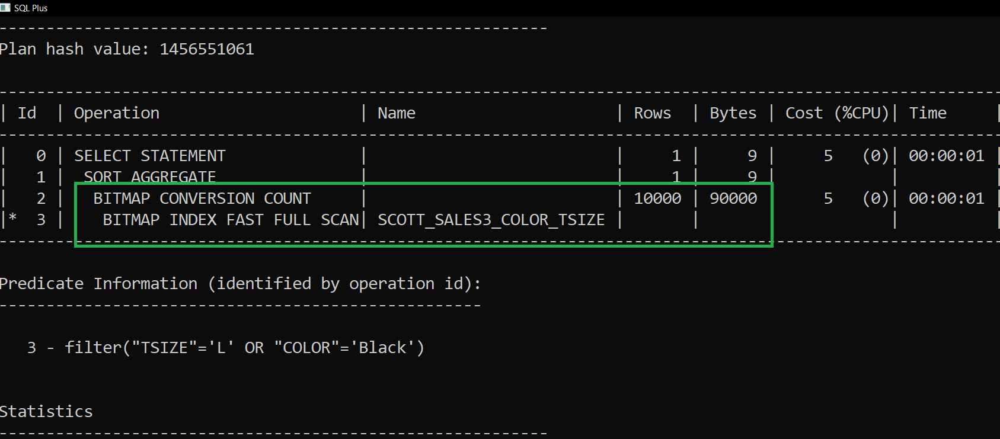 SQL Plus
----------------------------------------------------------
Plan hash value: 1456551061
---------------------------------------------------------------------------------------------------------
| Id  | Operation                     | Name                     | Rows  | Bytes | Cost (%CPU)| Time     |
---------------------------------------------------------------------------------------------------------
|   0 | SELECT STATEMENT              |                          |     1 |     9 |     5   (0)| 00:00:01 |
|   1 |  SORT AGGREGATE               |                          |     1 |     9 |            |          |
|   2 |   BITMAP CONVERSION COUNT     |                          | 10000 | 90000 |     5   (0)| 00:00:01 |
|*  3 |    BITMAP INDEX FAST FULL SCAN| SCOTT_SALES3_COLOR_TSIZE |       |       |            |          |
---------------------------------------------------------------------------------------------------------
Predicate Information (identified by operation id):
---------------------------------------------------
   3 - filter("TSIZE"='L' OR "COLOR"='Black')
Statistics
----------------------------------------------------------